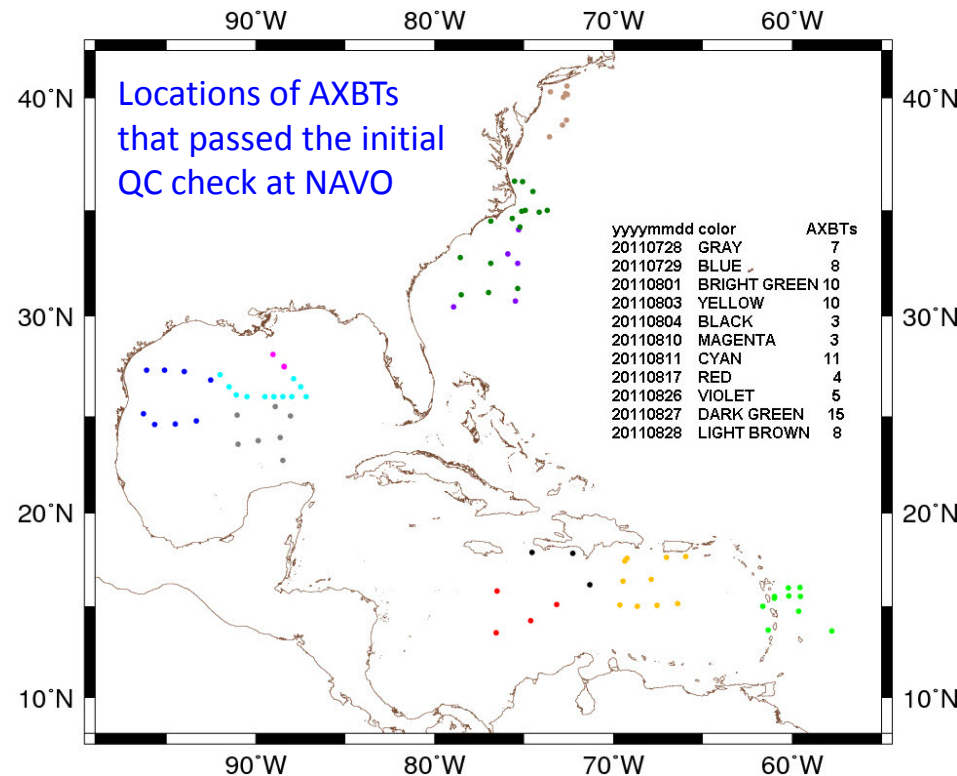 90˚W 80˚W 70˚W 60˚W
40˚N 40˚N
Locations of AXBTs
that passed the initial
QC check at NAVO
yyyymmdd color AXBTs
20110728 GRAY 7
20110729 BLUE 8
20110801 BRIGHT GREEN 10
20110803 YELLOW 10
20110804 BLACK 3
20110810 MAGENTA 3
20110811 CYAN 11
20110817 RED 4
20110826 VIOLET 5
20110827 DARK GREEN 15
20110828 LIGHT BROWN 8
30˚N 30˚N
20˚N 20˚N
10˚N 10˚N
90˚W 80˚W 70˚W 60˚W